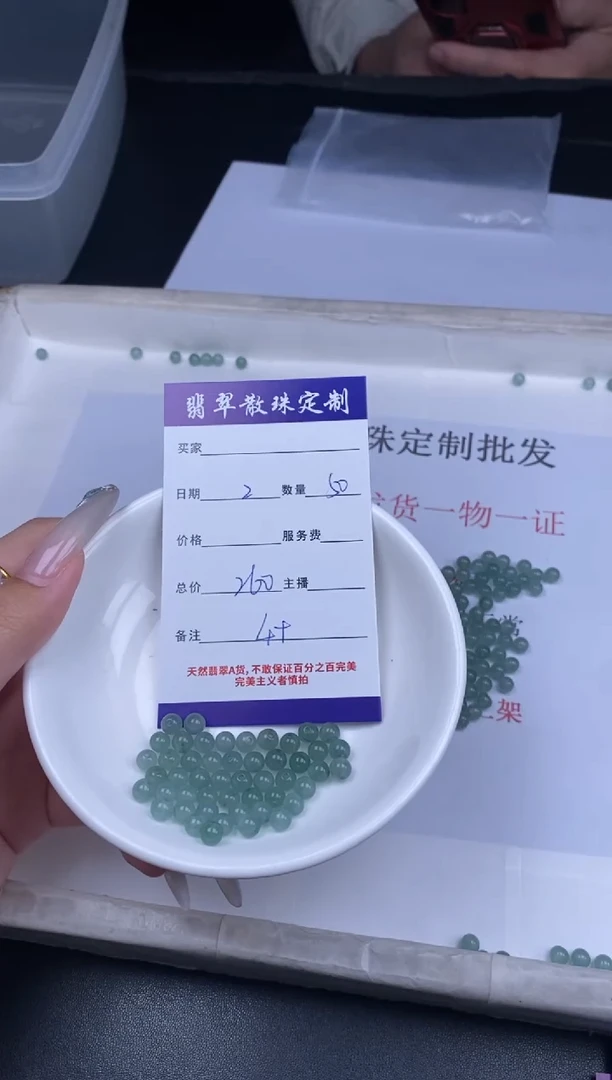 翡翠散珠定制
买家
日期 2 数量 50
价格 服务费
总价 260 主播
备注 4+
天然翡翠A货,不敢保证百分之百完美
完美主义者慎拍
珠定制批发
货一物一证
架